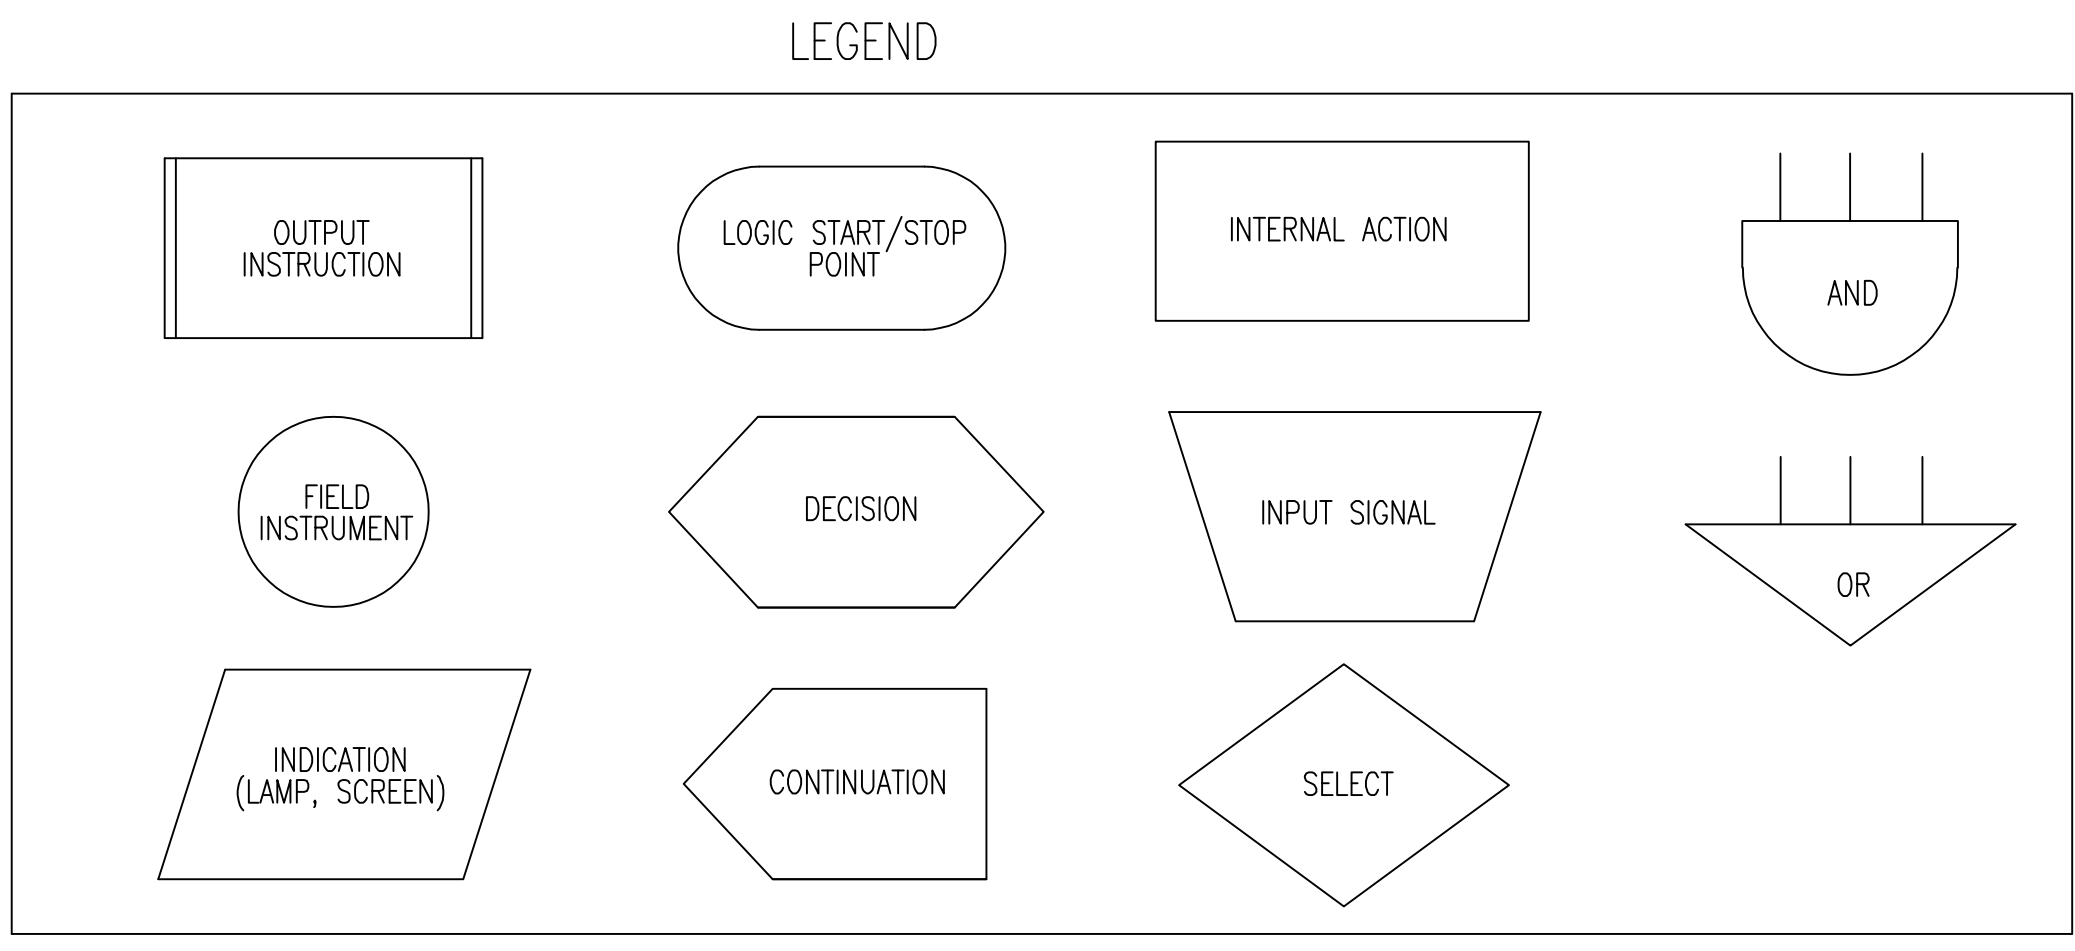 LEGEND
OUTPUT
INSTRUCTION
LOGIC START/STOP
POINT
INTERNAL ACTION
AND
FIELD
INSTRUMENT
DECISION
INPUT SIGNAL
OR
INDICATION
(LAMP, SCREEN)
CONTINUATION
SELECT